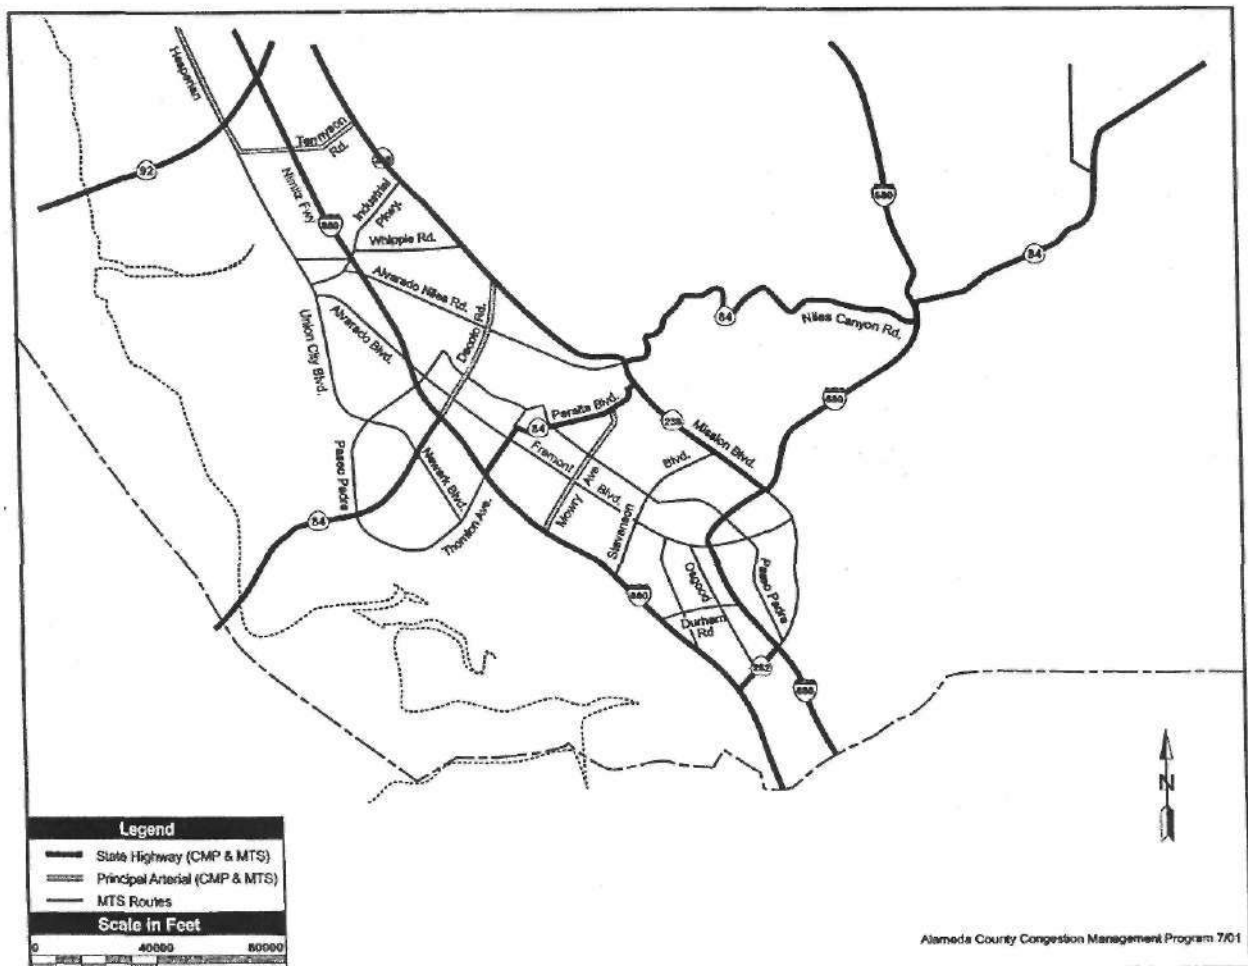 Hesperian
Tennyson
Rd.
92
238
Nimitz Fwy
Industrial
Pkwy.
880
Whipple Rd.
680
84
Alvarado Niles Rd.
Decoto Rd.
Union City Blvd.
Alvarado Blvd.
84
Niles Canyon Rd.
Peralta Blvd.
84
680
238
Mission Blvd.
Fremont
Blvd.
Blvd.
Stevenson
Mowry
Ave
Paseo Padre
Newark Blvd.
Thornton Ave.
84
880
Osgood
Paseo Padre
Durham
Rd
262
680
N
Legend
State Highway (CMP & MTS)
Principal Arterial (CMP & MTS)
MTS Routes
Scale in Feet
0 40000 80000
Alameda County Congestion Management Program 7/01